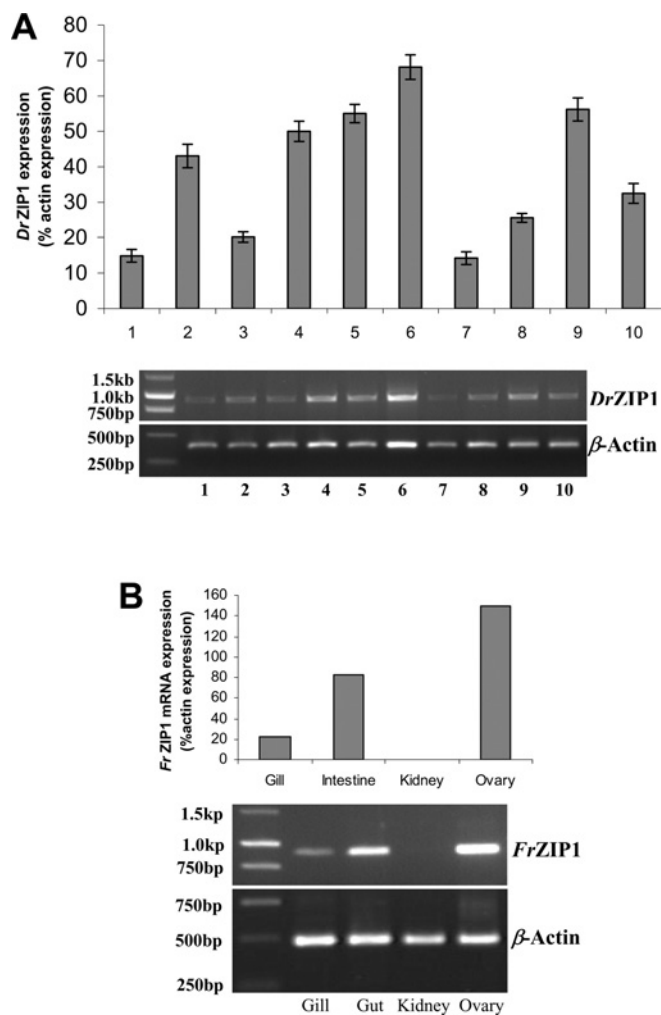 A
DrZIP1 expression
(% actin expression)
80
70
60
50
40
30
20
10
0
1 2 3 4 5 6 7 8 9 10
1.5kb
1.0kb
750bp
DrZIP1
500bp
250bp
β-Actin
1 2 3 4 5 6 7 8 9 10
B
Fr ZIP1 mRNA expression
(%actin expression)
160
140
120
100
80
60
40
20
0
Gill Intestine Kidney Ovary
1.5kp
1.0kp
750bp
FrZIP1
750bp
500bp
250bp
β-Actin
Gill Gut Kidney Ovary